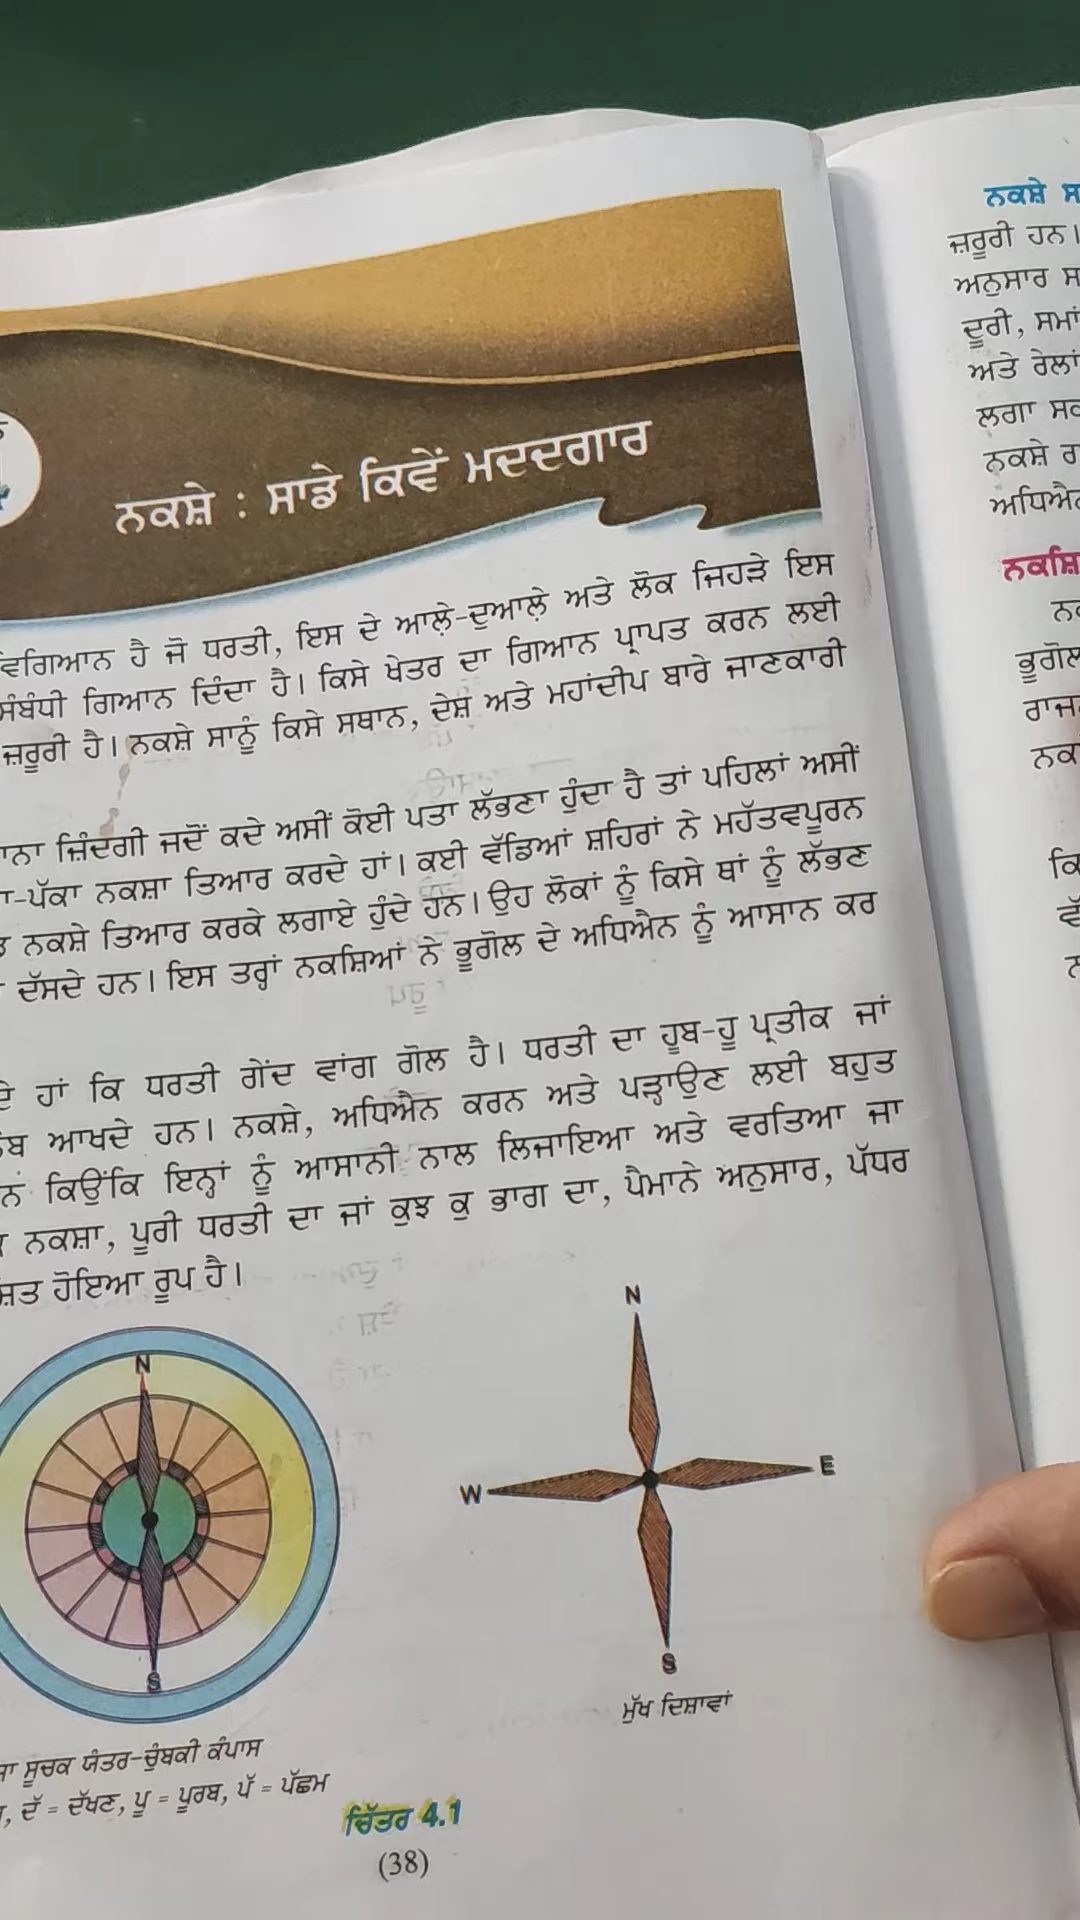 ਨਕਸ਼ੇ : ਸਾਡੇ ਕਿਵੇਂ ਮਦਦਗਾਰ
ਵਿਗਿਆਨ ਹੈ ਜੋ ਧਰਤੀ, ਇਸ ਦੇ ਆਲ਼ੇ-ਦੁਆਲ਼ੇ ਅਤੇ ਲੋਕ ਜਿਹੜੇ ਇਸ
ਸੰਬੰਧੀ ਗਿਆਨ ਦਿੰਦਾ ਹੈ। ਕਿਸੇ ਖੇਤਰ ਦਾ ਗਿਆਨ ਪ੍ਰਾਪਤ ਕਰਨ ਲਈ
ਜ਼ਰੂਰੀ ਹੈ। ਨਕਸ਼ੇ ਸਾਨੂੰ ਕਿਸੇ ਸਥਾਨ, ਦੇਸ਼ ਅਤੇ ਮਹਾਂਦੀਪ ਬਾਰੇ ਜਾਣਕਾਰੀ
ਜ਼ਿੰਦਗੀ ਜਦੋਂ ਕਦੇ ਅਸੀਂ ਕੋਈ ਪਤਾ ਲੱਭਣਾ ਹੁੰਦਾ ਹੈ ਤਾਂ ਪਹਿਲਾਂ ਅਸੀਂ
ਪੱਕਾ ਨਕਸ਼ਾ ਤਿਆਰ ਕਰਦੇ ਹਾਂ। ਕਈ ਵੱਡਿਆਂ ਸ਼ਹਿਰਾਂ ਨੇ ਮਹੱਤਵਪੂਰਨ
ਨਕਸ਼ੇ ਤਿਆਰ ਕਰਕੇ ਲਗਾਏ ਹੁੰਦੇ ਹਨ। ਉਹ ਲੋਕਾਂ ਨੂੰ ਕਿਸੇ ਥਾਂ ਨੂੰ ਲੱਭਣ
ਦੱਸਦੇ ਹਨ। ਇਸ ਤਰ੍ਹਾਂ ਨਕਸ਼ਿਆਂ ਨੇ ਭੂਗੋਲ ਦੇ ਅਧਿਐਨ ਨੂੰ ਆਸਾਨ ਕਰ
ਹਾਂ ਕਿ ਧਰਤੀ ਗੇਂਦ ਵਾਂਗ ਗੋਲ ਹੈ। ਧਰਤੀ ਦਾ ਹੂਬ-ਹੂ ਪ੍ਰਤੀਕ ਜਾਂ
ਆਖਦੇ ਹਨ। ਨਕਸ਼ੇ, ਅਧਿਐਨ ਕਰਨ ਅਤੇ ਪੜ੍ਹਾਉਣ ਲਈ ਬਹੁਤ
ਕਿਉਂਕਿ ਇਨ੍ਹਾਂ ਨੂੰ ਆਸਾਨੀ ਨਾਲ ਲਿਜਾਇਆ ਅਤੇ ਵਰਤਿਆ ਜਾ
ਨਕਸ਼ਾ, ਪੂਰੀ ਧਰਤੀ ਦਾ ਜਾਂ ਕੁਝ ਕੁ ਭਾਗ ਦਾ, ਪੈਮਾਨੇ ਅਨੁਸਾਰ, ਪੱਧਰ
ਹੋਇਆ ਰੂਪ ਹੈ।
N
S
N
W
E
S
ਮੁੱਖ ਦਿਸ਼ਾਵਾਂ
ਸੂਚਕ ਯੰਤਰ-ਚੁੰਬਕੀ ਕੰਪਾਸ
ਦੱ = ਦੱਖਣ, ਪੂ = ਪੂਰਬ, ਪੱ = ਪੱਛਮ
ਚਿੱਤਰ 4.1
(38)
ਨਕਸ਼ੇ
ਜ਼ਰੂਰੀ ਹਨ।
ਅਨੁਸਾਰ
ਦੂਰੀ, ਸਮਾਂ
ਅਤੇ ਰੇਲਾਂ
ਲਗਾ
ਨਕਸ਼ੇ